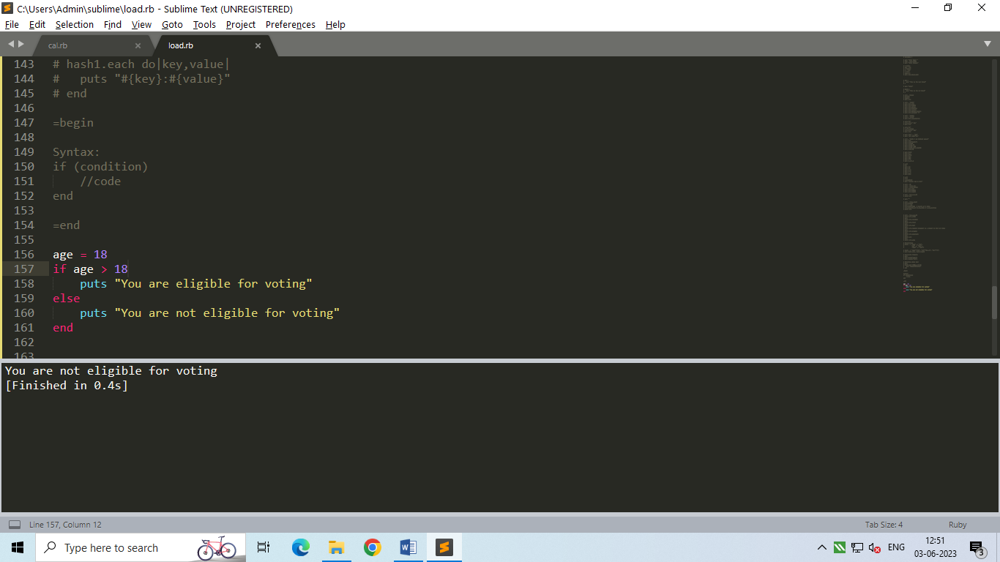 C:\Users\Admin\sublime\load.rb - Sublime Text (UNREGISTERED)
File Edit Selection Find View Goto Tools Project Preferences Help
cal.rb × load.rb ×
143 # hash1.each do|key,value|
144 #   puts "#{key}:#{value}"
145 # end
146
147 =begin
148
149 Syntax:
150 if (condition)
151     //code
152 end
153
154 =end
155
156 age = 18
157 if age > 18
158     puts "You are eligible for voting"
159 else
160     puts "You are not eligible for voting"
161 end
162
163
You are not eligible for voting
[Finished in 0.4s]
Line 157, Column 12 Tab Size: 4 Ruby
Type here to search
ENG
12:51
03-06-2023
3